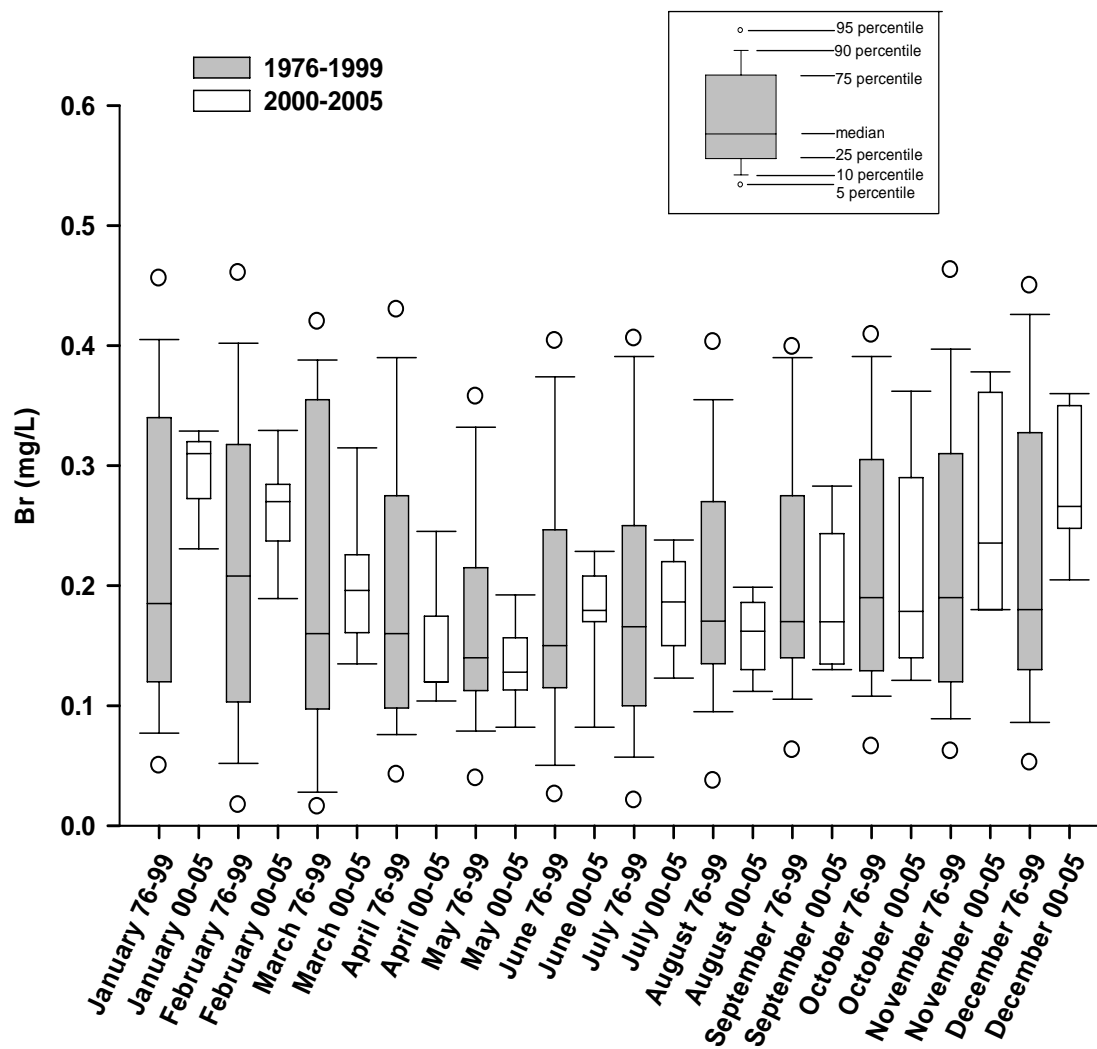 95 percentile
90 percentile
1976-1999
75 percentile
2000-2005
median
25 percentile
10 percentile
5 percentile
0.6
0.5
0.4
0.3
0.2
0.1
0.0
Br (mg/L)
January 76-99
January 00-05
February 76-99
February 00-05
March 76-99
March 00-05
April 76-99
April 00-05
May 76-99
May 00-05
June 76-99
June 00-05
July 76-99
July 00-05
August 76-99
August 00-05
September 76-99
September 00-05
October 76-99
October 00-05
November 76-99
November 00-05
December 76-99
December 00-05